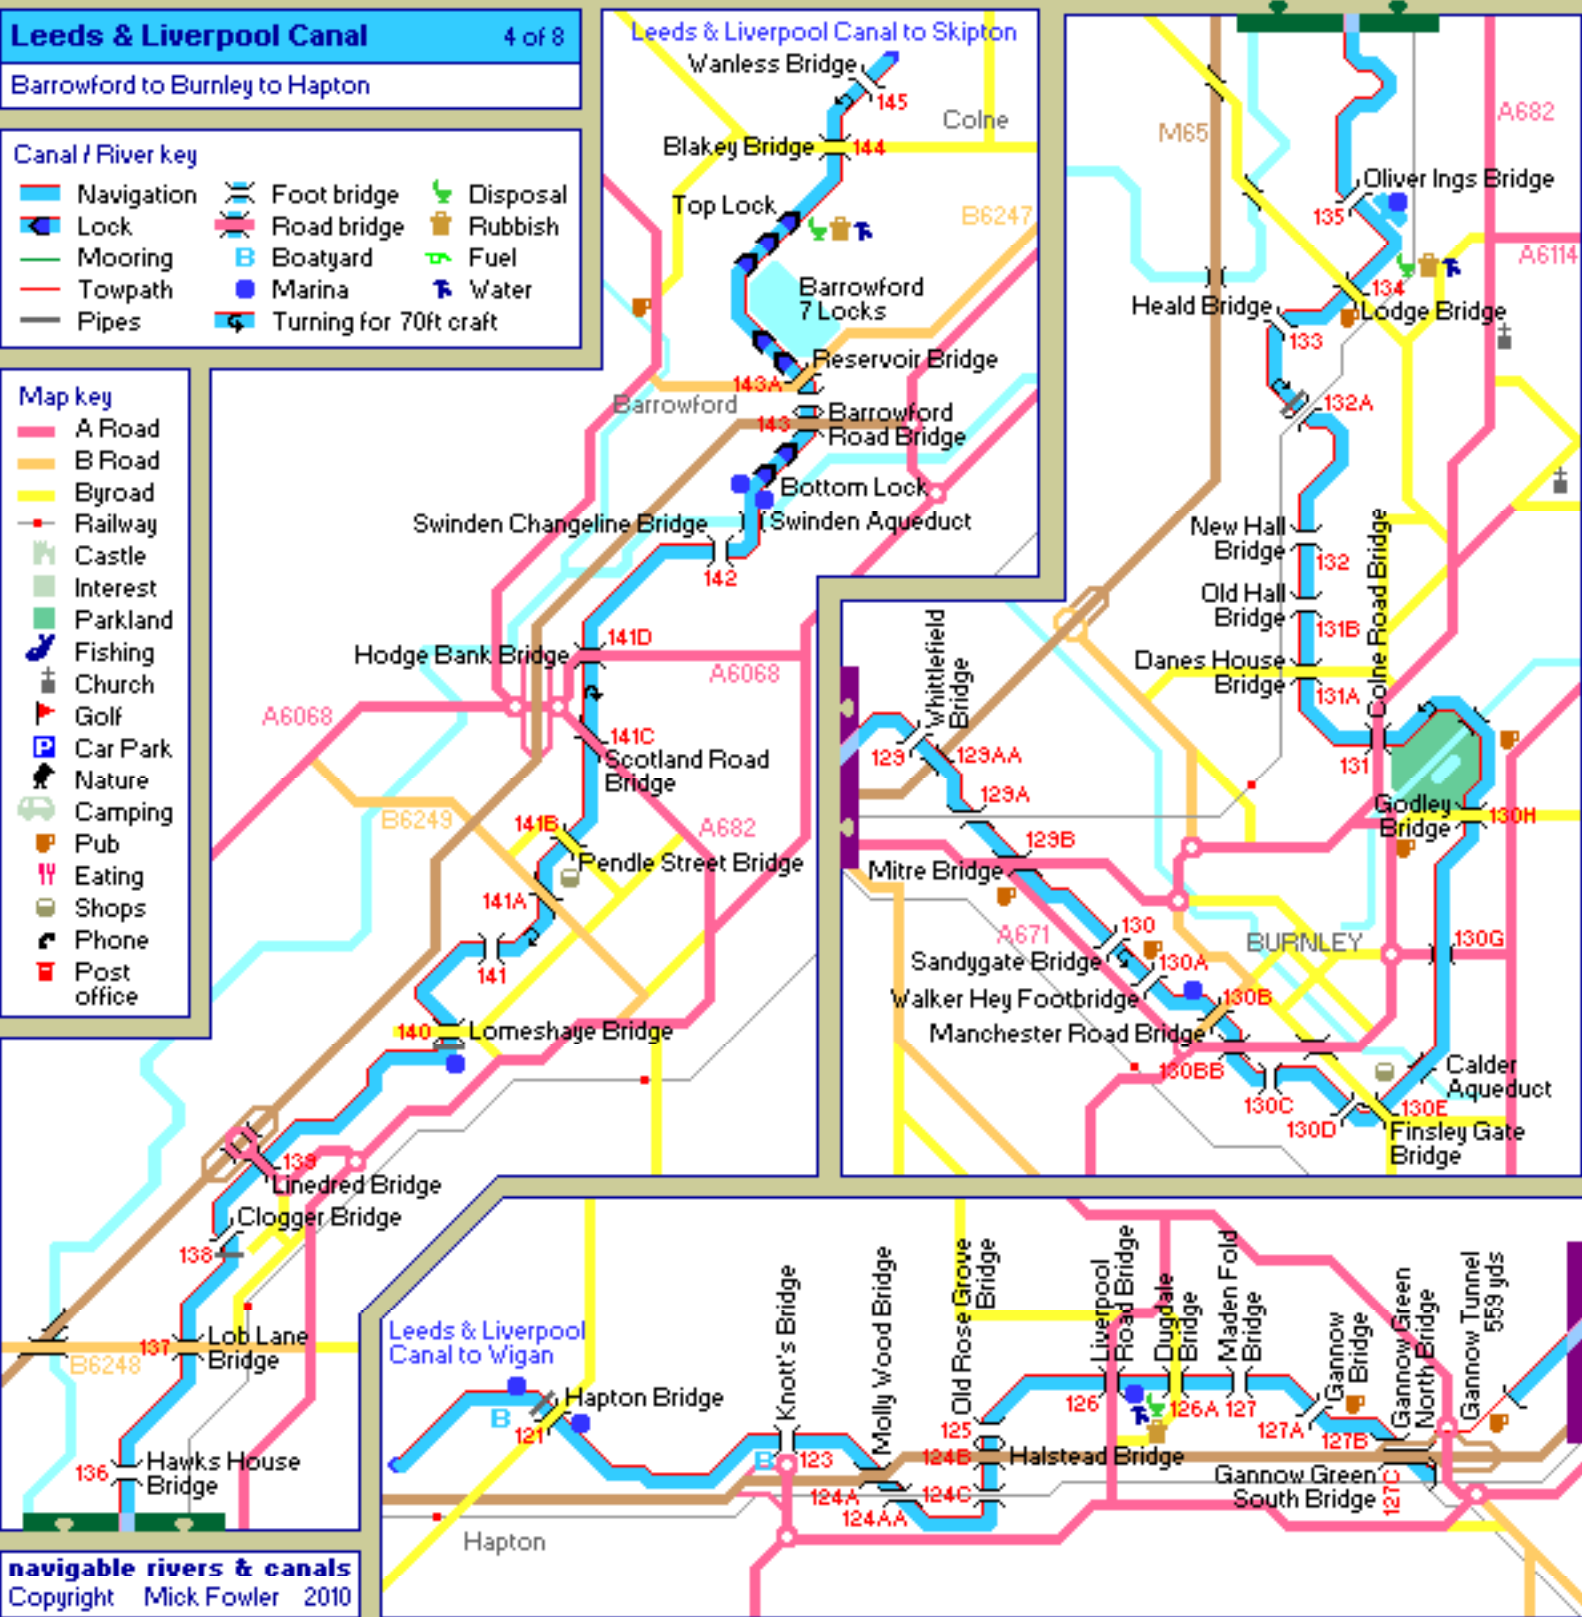 Leeds & Liverpool Canal 4 of 8
Barrowford to Burnley to Hapton
Canal / River key
Navigation
Lock
Mooring
Towpath
Pipes
Foot bridge
Road bridge
Boatyard
Marina
Turning for 70ft craft
Disposal
Rubbish
Fuel
Water
B
Map key
A Road
B Road
Byroad
Railway
Castle
Interest
Parkland
Fishing
Church
Golf
Car Park
Nature
Camping
Pub
Eating
Shops
Phone
Post
office
P
Leeds & Liverpool Canal to Skipton
Wanless Bridge
145
Colne
Blakey Bridge
144
Top Lock
B6247
Barrowford
7 Locks
Reservoir Bridge
143A
Barrowford
Barrowford
Road Bridge
143
Bottom Lock
Swinden Changeline Bridge
Swinden Aqueduct
142
141D
Hodge Bank Bridge
A6068
A6068
141C
Scotland Road
Bridge
B6249
141B
A682
Pendle Street Bridge
141A
141
140
Lomeshaye Bridge
139
Linedred Bridge
Clogger Bridge
138
137
Lob Lane
Bridge
B6248
136
Hawks House
Bridge
navigable rivers & canals
Copyright Mick Fowler 2010
A682
M65
Oliver Ings Bridge
135
A6114
134
Heald Bridge
Lodge Bridge
133
132A
New Hall
Bridge
132
Old Hall
Bridge
131B
Danes House
Bridge
131A
Colne Road Bridge
131
Godley
Bridge
130H
130G
BURNLEY
Whittlefield
Bridge
129
129AA
129A
129B
Mitre Bridge
A671
130
Sandygate Bridge
130A
Walker Hey Footbridge
130B
Manchester Road Bridge
130BB
130C
130D
130E
Calder
Aqueduct
Finsley Gate
Bridge
Leeds & Liverpool
Canal to Wigan
Hapton Bridge
B
121
Hapton
Knott's Bridge
B
123
Molly Wood Bridge
124A
124AA
Old Rose Grove
Bridge
125
124B
Halstead Bridge
124C
Liverpool
Road Bridge
126
Dugdale
Bridge
126A
Maden Fold
Bridge
127
Gannow
Bridge
127A
127B
Gannow Green
North Bridge
Gannow Green
South Bridge
127C
Gannow Tunnel
559 yds